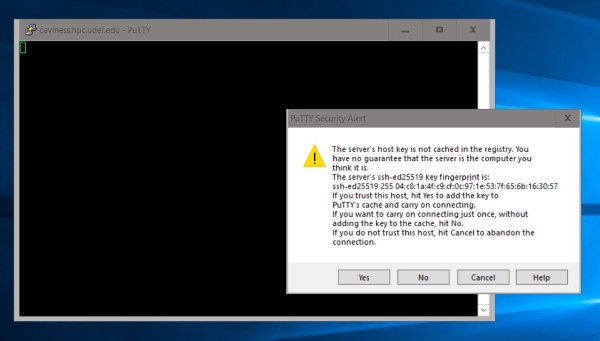 caviness.hpc.udel.edu - PuTTY
PuTTY Security Alert
The server's host key is not cached in the registry. You
have no guarantee that the server is the computer you
think it is.
The server's ssh-ed25519 key fingerprint is:
ssh-ed25519 255 04:c8:1a:4f:c9:cf:0c:97:1e:53:7f:65:6b:16:30:57
If you trust this host, hit Yes to add the key to
PuTTY's cache and carry on connecting.
If you want to carry on connecting just once, without
adding the key to the cache, hit No.
If you do not trust this host, hit Cancel to abandon the
connection.
Yes No Cancel Help